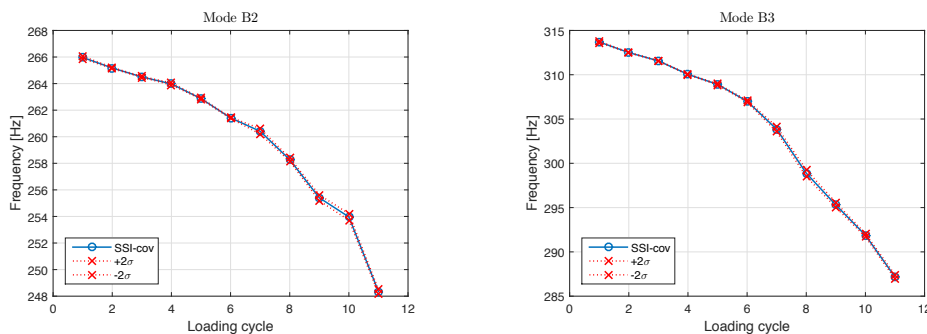 Mode B2
268
266
264
262
260
258
256
254
252
250
248
Frequency [Hz]
SSI-cov
+2σ
-2σ
0 2 4 6 8 10 12
Loading cycle
Mode B3
315
310
305
300
295
290
285
Frequency [Hz]
SSI-cov
+2σ
-2σ
0 2 4 6 8 10 12
Loading cycle